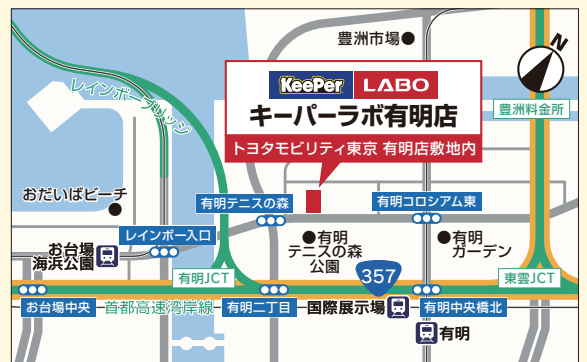 豊洲市場
N
KeePer LABO
キーパーラボ有明店
トヨタモビリティ東京 有明店敷地内
レインボーブリッジ
豊洲料金所
おだいばビーチ
有明テニスの森
有明コロシアム東
レインボー入口
お台場
海浜公園
有明
テニスの森
公園
有明
ガーデン
有明JCT
357
東雲JCT
お台場中央
首都高速湾岸線
有明二丁目
国際展示場
有明中央橋北
有明